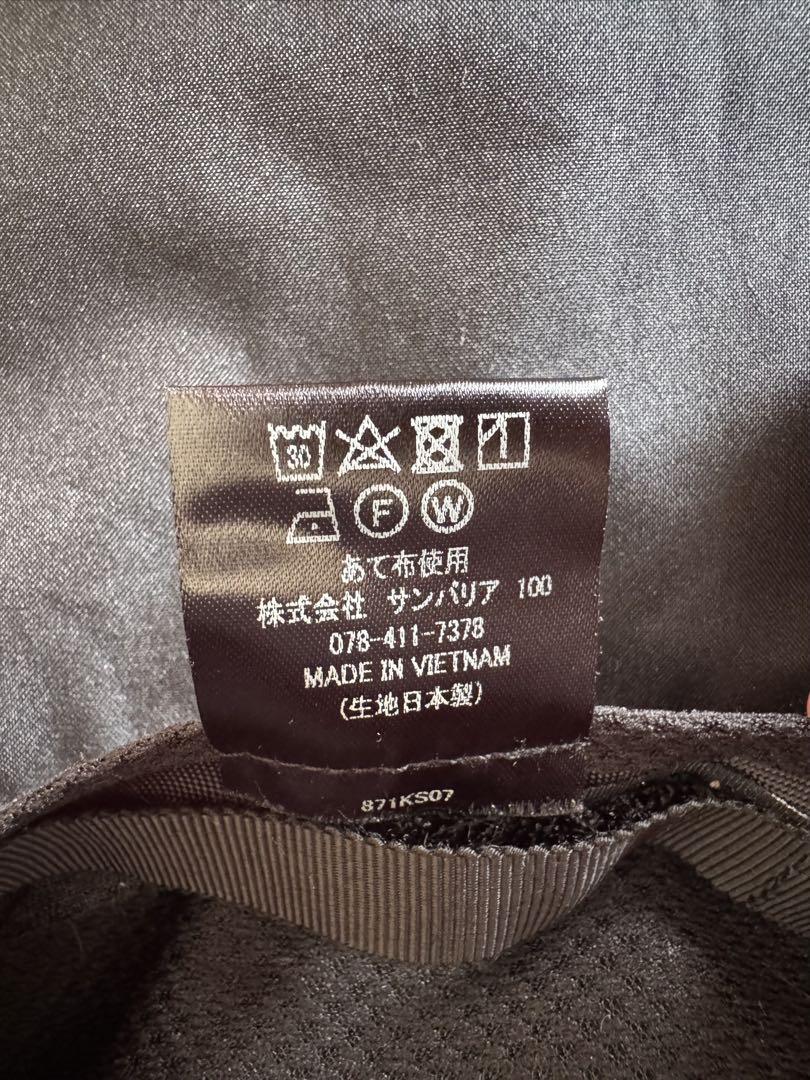 30
F W
あて布使用
株式会社 サンバリア 100
078-411-7378
MADE IN VIETNAM
(生地日本製)
871KS07